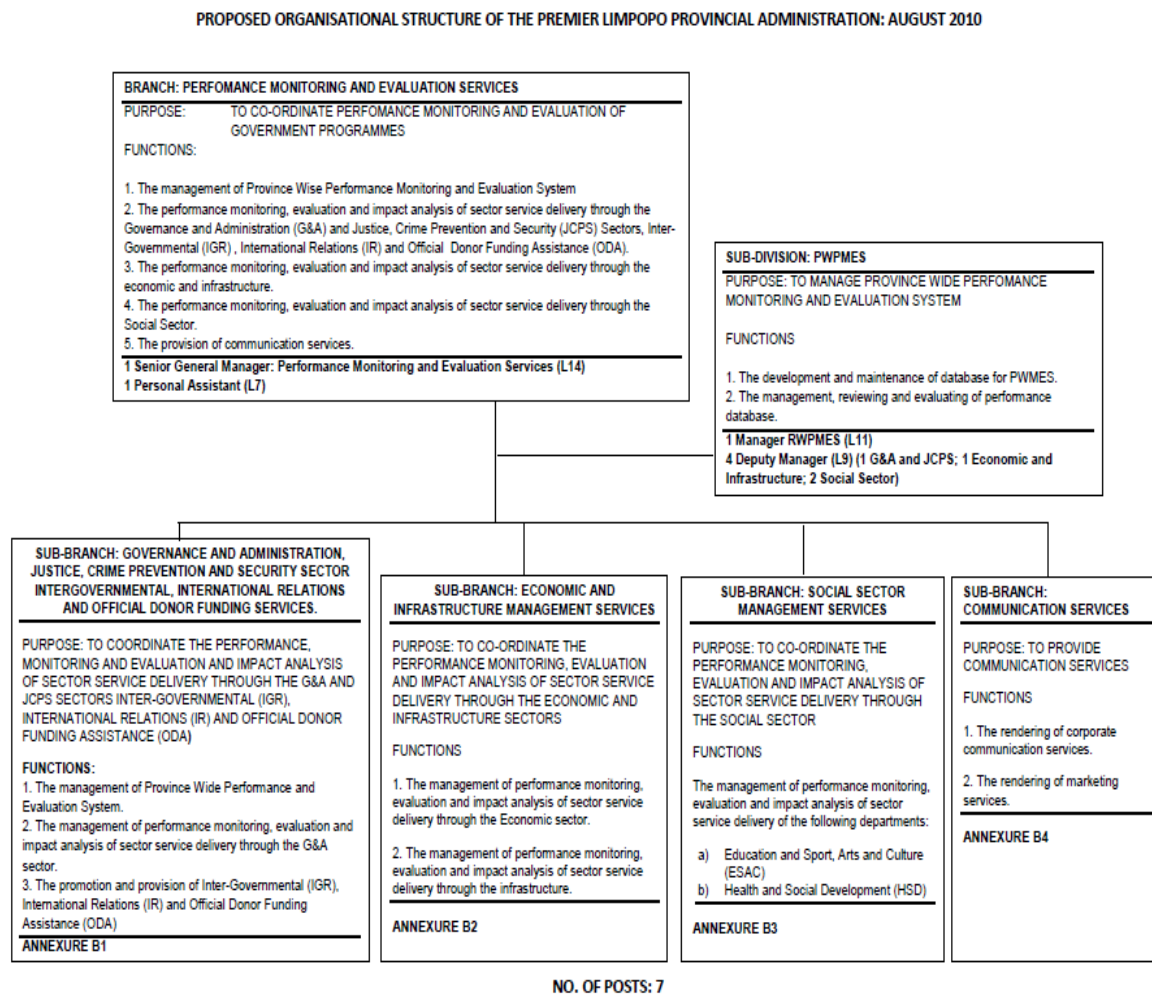 PROPOSED ORGANISATIONAL STRUCTURE OF THE PREMIER LIMPOPO PROVINCIAL ADMINISTRATION: AUGUST 2010
BRANCH: PERFOMANCE MONITORING AND EVALUATION SERVICES
PURPOSE: TO CO-ORDINATE PERFOMANCE MONITORING AND EVALUATION OF
GOVERNMENT PROGRAMMES
FUNCTIONS:
1. The management of Province Wise Performance Monitoring and Evaluation System
2. The performance monitoring, evaluation and impact analysis of sector service delivery through the
Governance and Administration (G&A) and Justice, Crime Prevention and Security (JCPS) Sectors, Inter-
Governmental (IGR) , International Relations (IR) and Official Donor Funding Assistance (ODA).
3. The performance monitoring, evaluation and impact analysis of sector service delivery through the
economic and infrastructure.
4. The performance monitoring, evaluation and impact analysis of sector service delivery through the
Social Sector.
5. The provision of communication services.
1 Senior General Manager: Performance Monitoring and Evaluation Services (L14)
1 Personal Assistant (L7)
SUB-DIVISION: PWPMES
PURPOSE: TO MANAGE PROVINCE WIDE PERFOMANCE
MONITORING AND EVALUATION SYSTEM
FUNCTIONS
1. The development and maintenance of database for PWMES.
2. The management, reviewing and evaluating of performance
database.
1 Manager RWPMES (L11)
4 Deputy Manager (L9) (1 G&A and JCPS; 1 Economic and
Infrastructure; 2 Social Sector)
SUB-BRANCH: GOVERNANCE AND ADMINISTRATION,
JUSTICE, CRIME PREVENTION AND SECURITY SECTOR
INTERGOVERNMENTAL, INTERNATIONAL RELATIONS
AND OFFICIAL DONOR FUNDING SERVICES.
PURPOSE: TO COORDINATE THE PERFORMANCE,
MONITORING AND EVALUATION AND IMPACT ANALYSIS
OF SECTOR SERVICE DELIVERY THROUGH THE G&A AND
JCPS SECTORS INTER-GOVERNMENTAL (IGR),
INTERNATIONAL RELATIONS (IR) AND OFFICIAL DONOR
FUNDING ASSISTANCE (ODA)
FUNCTIONS:
1. The management of Province Wide Performance and
Evaluation System.
2. The management of performance monitoring, evaluation and
impact analysis of sector service delivery through the G&A
sector.
3. The promotion and provision of Inter-Governmental (IGR),
International Relations (IR) and Official Donor Funding
Assistance (ODA)
ANNEXURE B1
SUB-BRANCH: ECONOMIC AND
INFRASTRUCTURE MANAGEMENT SERVICES
PURPOSE: TO CO-ORDINATE THE
PERFORMANCE MONITORING, EVALUATION
AND IMPACT ANALYSIS OF SECTOR SERVICE
DELIVERY THROUGH THE ECONOMIC AND
INFRASTRUCTURE SECTORS
FUNCTIONS
1. The management of performance monitoring,
evaluation and impact analysis of sector service
delivery through the Economic sector.
2. The management of performance monitoring,
evaluation and impact analysis of sector service
delivery through the infrastructure.
ANNEXURE B2
SUB-BRANCH: SOCIAL SECTOR
MANAGEMENT SERVICES
PURPOSE: TO CO-ORDINATE THE
PERFORMANCE MONITORING,
EVALUATION AND IMPACT ANALYSIS OF
SECTOR SERVICE DELIVERY THROUGH
THE SOCIAL SECTOR
FUNCTIONS
The management of performance monitoring,
evaluation and impact analysis of sector
service delivery of the following departments:
a) Education and Sport, Arts and Culture
(ESAC)
b) Health and Social Development (HSD)
ANNEXURE B3
SUB-BRANCH:
COMMUNICATION SERVICES
PURPOSE: TO PROVIDE
COMMUNICATION SERVICES
FUNCTIONS
1. The rendering of corporate
communication services.
2. The rendering of marketing
services.
ANNEXURE B4
NO. OF POSTS: 7